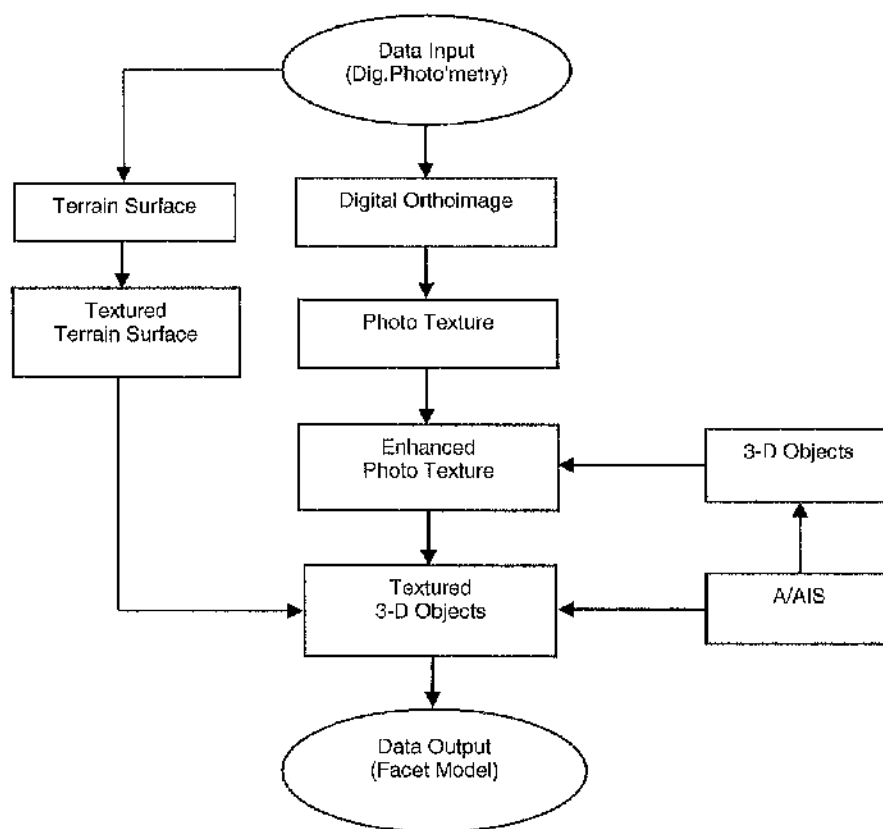 Data Input
(Dig.Photo'metry)
Terrain Surface
Digital Orthoimage
Textured
Terrain Surface
Photo Texture
Enhanced
Photo Texture
3-D Objects
Textured
3-D Objects
A/AIS
Data Output
(Facet Model)